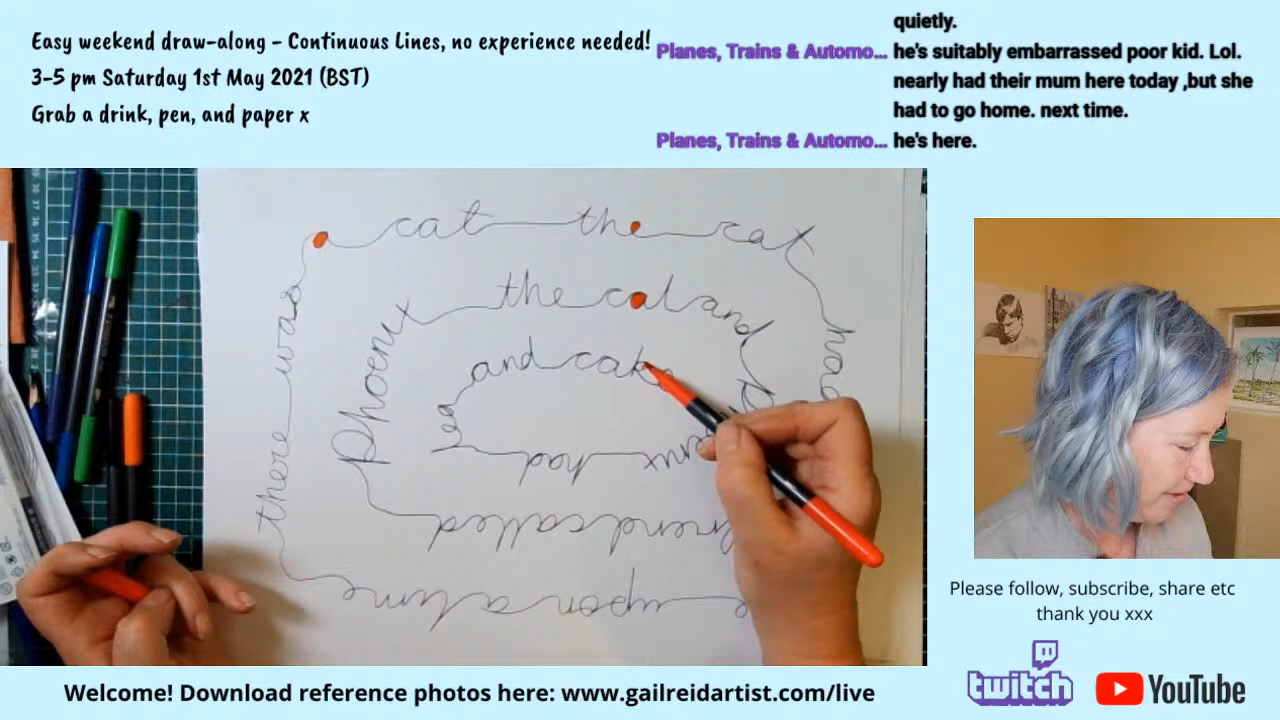 Easy weekend draw-along - Continuous Lines, no experience needed!
3-5 pm Saturday 1st May 2021 (BST)
Grab a drink, pen, and paper x
quietly.
Planes, Trains & Automo... he's suitably embarrassed poor kid. Lol.
nearly had their mum here today ,but she
had to go home. next time.
Planes, Trains & Automo... he's here.
there was a cat the cat had
upon a time
Phoenix the cat and
friend called
had tea and cake
Please follow, subscribe, share etc
thank you xxx
twitch
YouTube
Welcome! Download reference photos here: www.gailreidartist.com/live